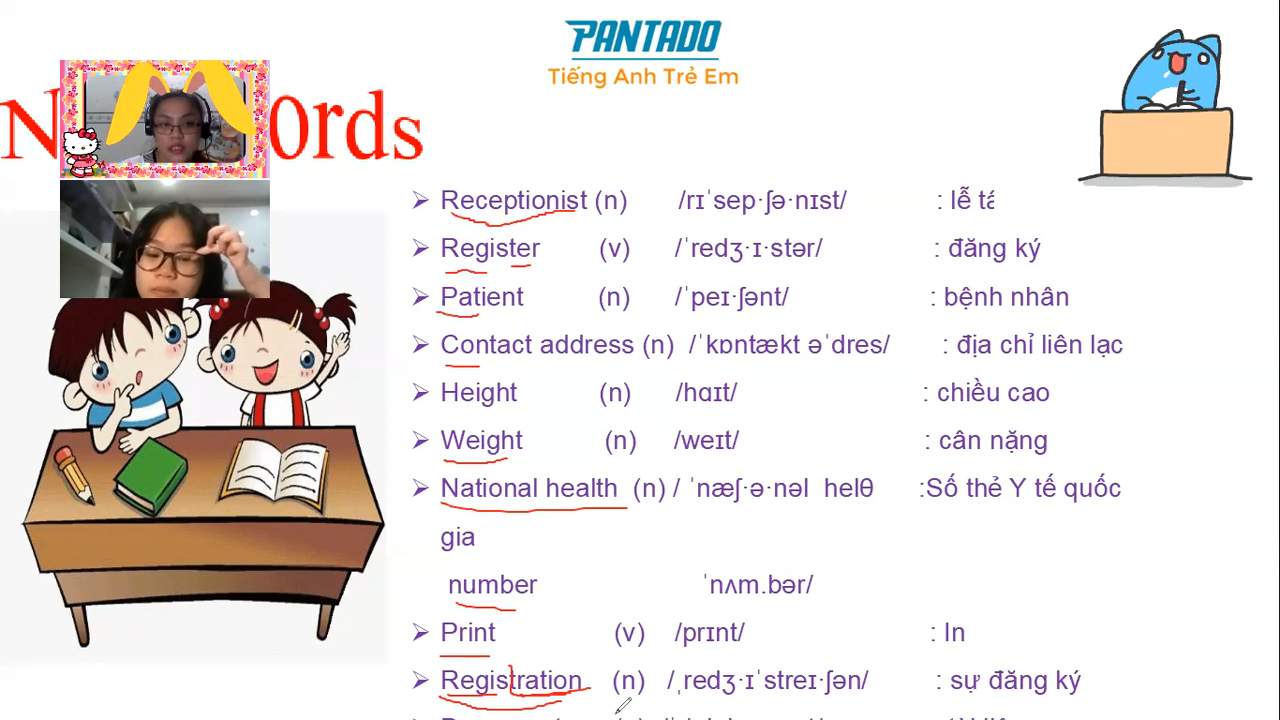 PANTADO
Tiếng Anh Trẻ Em
➢ Receptionist (n) /rɪˈsep·ʃə·nɪst/ : lễ
➢ Register (v) /ˈredʒ·ɪ·stər/ : đăng ký
➢ Patient (n) /ˈpeɪ·ʃənt/ : bệnh nhân
➢ Contact address (n) /ˈkɒntækt əˈdres/ : địa chỉ liên lạc
➢ Height (n) /hɑɪt/ : chiều cao
➢ Weight (n) /weɪt/ : cân nặng
➢ National health (n) / ˈnæʃ·ə·nəl helθ :Số thẻ Y tế quốc
gia
number ˈnʌm.bər/
➢ Print (v) /prɪnt/ : In
➢ Registration (n) /ˌredʒ·ɪˈstreɪ·ʃən/ : sự đăng ký